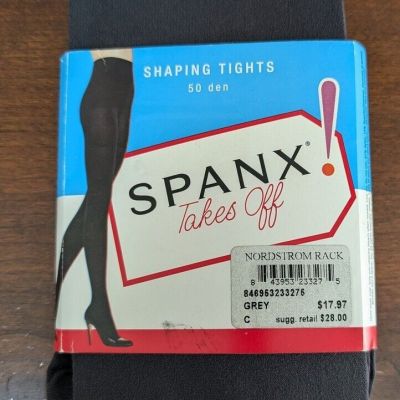 SHAPING TIGHTS
50 den
SPANX®
Takes Off
!
NORDSTROM RACK
8 43953 23327 5
846953233276
GREY $17.97
C sugg. retail $28.00